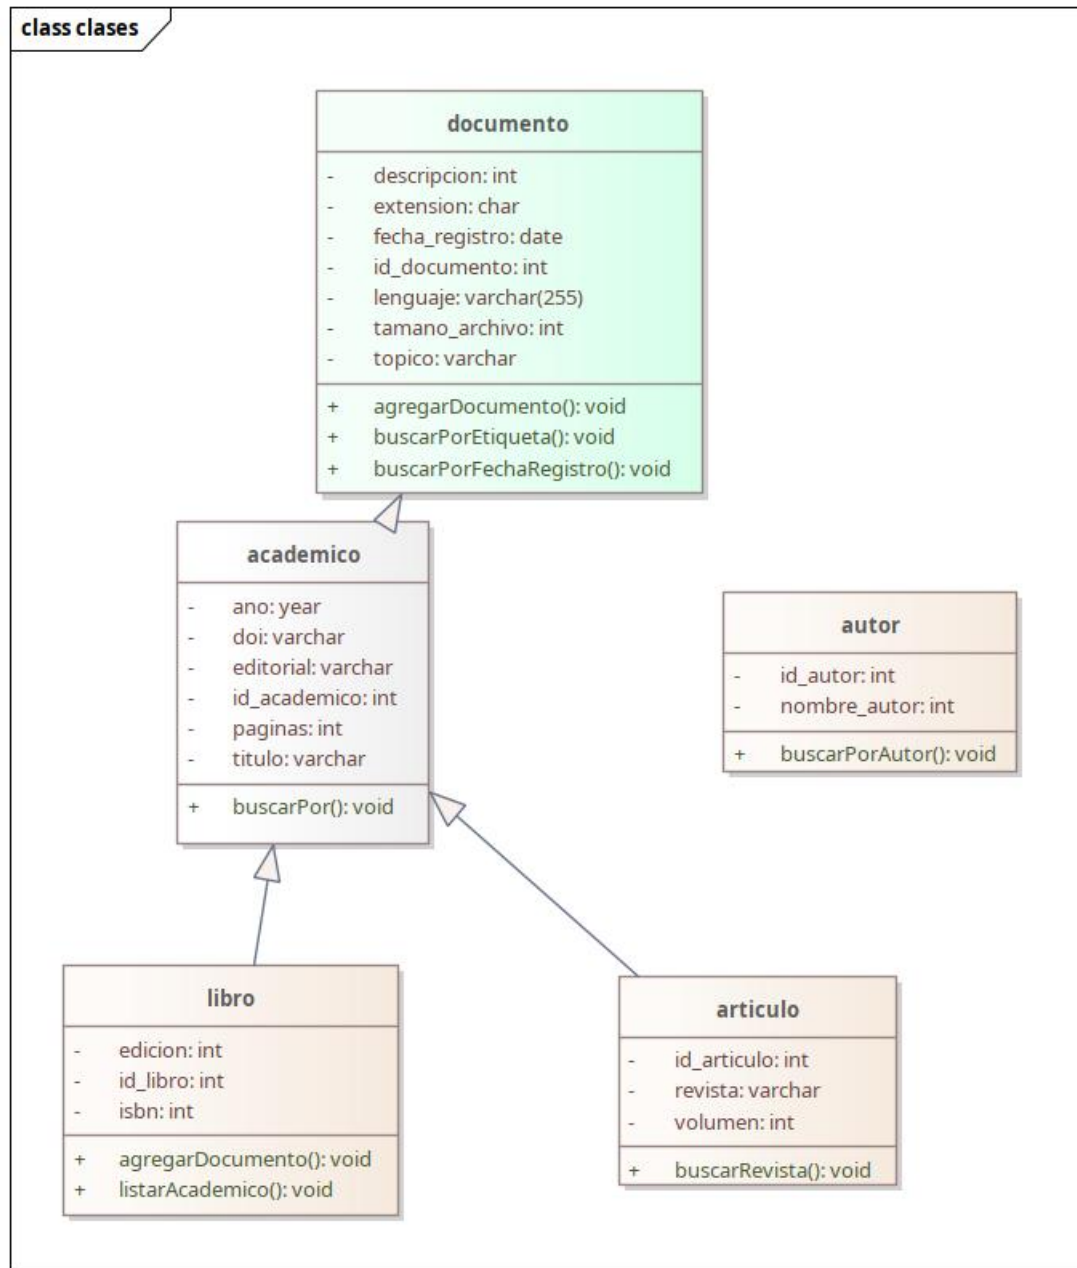 class clases
documento
- descripcion: int
- extension: char
- fecha_registro: date
- id_documento: int
- lenguaje: varchar(255)
- tamano_archivo: int
- topico: varchar
+ agregarDocumento(): void
+ buscarPorEtiqueta(): void
+ buscarPorFechaRegistro(): void
academico
- ano: year
- doi: varchar
- editorial: varchar
- id_academico: int
- paginas: int
- titulo: varchar
+ buscarPor(): void
autor
- id_autor: int
- nombre_autor: int
+ buscarPorAutor(): void
libro
- edicion: int
- id_libro: int
- isbn: int
+ agregarDocumento(): void
+ listarAcademico(): void
articulo
- id_articulo: int
- revista: varchar
- volumen: int
+ buscarRevista(): void